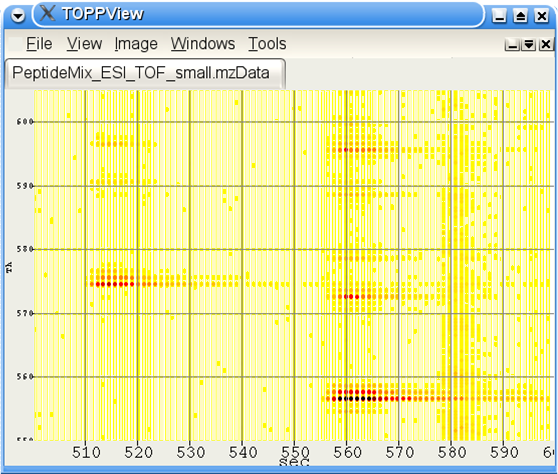 TOPPView
File View Image Windows Tools
PeptideMix_ESI_TOF_small.mzData
600
590
580
Th
570
560
510 520 530 540 550 560 570 580 590
sec